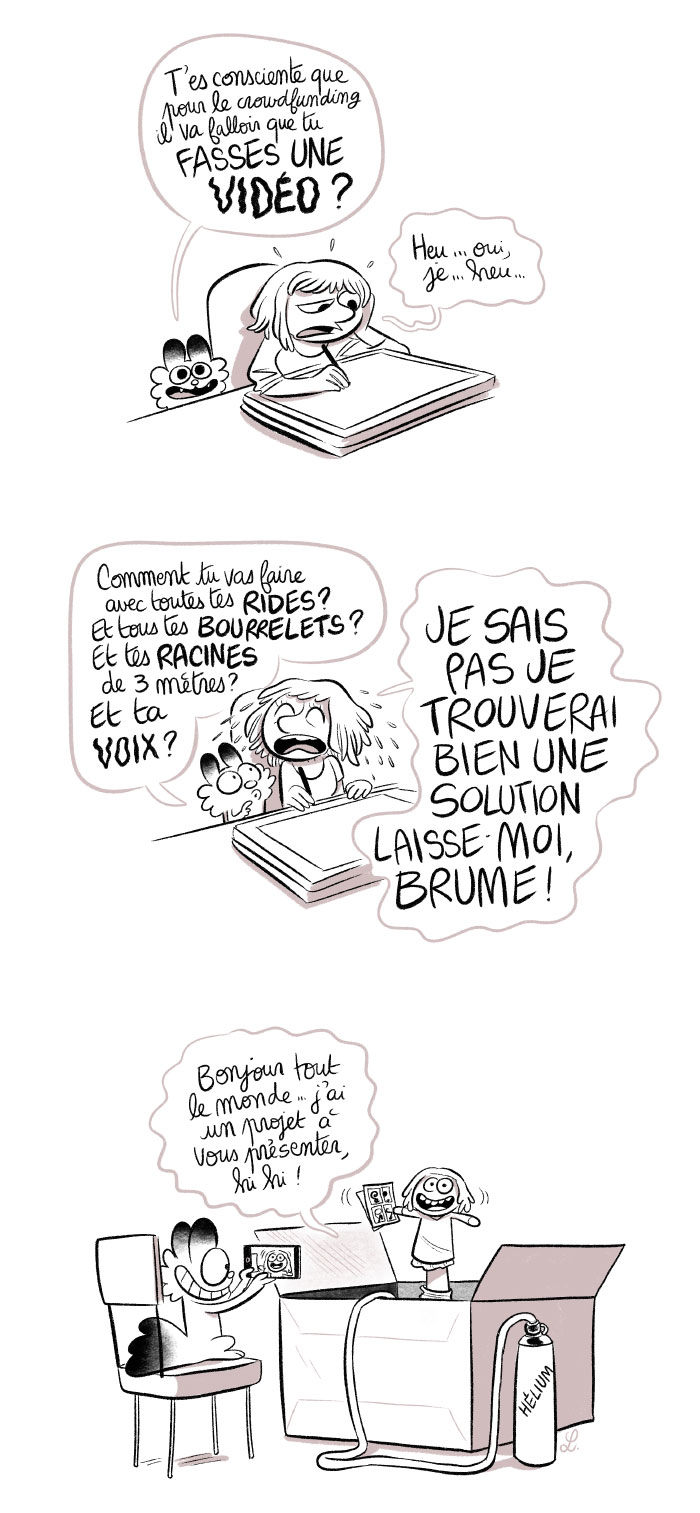 T'es consciente que
pour le crowdfunding
il va falloir que tu
FASSES UNE
VIDÉO ?
Heu ... oui,
je ... heu ...
Comment tu vas faire
avec toutes tes RIDES ?
Et tous tes BOURRELETS ?
Et tes RACINES
de 3 mètres ?
Et ta
VOIX ?
JE SAIS
PAS JE
TROUVERAI
BIEN UNE
SOLUTION
LAISSE-MOI,
BRUME !
Bonjour tout
le monde ... j'ai
un projet à
vous présenter,
hi hi !
HÉLIUM
L.